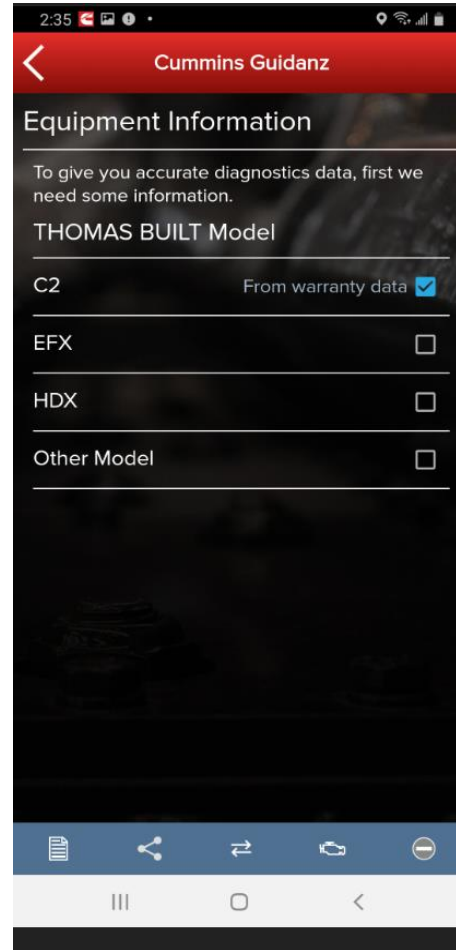 2:35
Cummins Guidanz
Equipment Information
To give you accurate diagnostics data, first we
need some information.
THOMAS BUILT Model
C2 From warranty data
EFX
HDX
Other Model